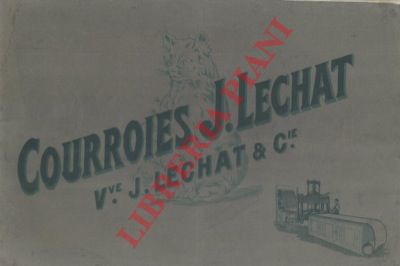 COURROIES J. LECHAT
Vve. J. LECHAT & Cie
LIBRERIA PIANI